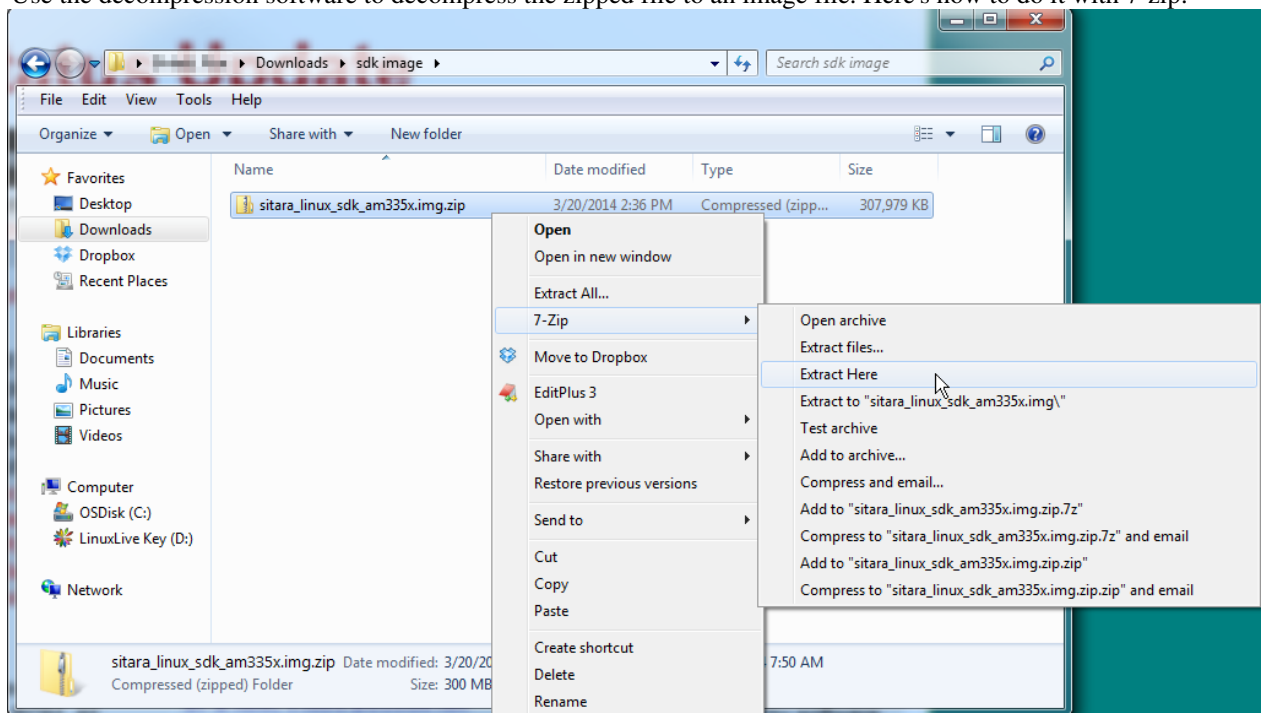 Use the decompression software to decompress the zipped file to an image file. Here's how to do it with 7-zip:
Update
Downloads sdk image
Search sdk image
File Edit View Tools Help
Organize Open Share with New folder
Name Date modified Type Size
sitara_linux_sdk_am335x.img.zip 3/20/2014 2:36 PM Compressed (zipp... 307,979 KB
Favorites
Desktop
Downloads
Dropbox
Recent Places
Libraries
Documents
Music
Pictures
Videos
Computer
OSDisk (C:)
LinuxLive Key (D:)
Network
Open
Open in new window
Extract All...
7-Zip
Move to Dropbox
EditPlus 3
Open with
Share with
Restore previous versions
Send to
Cut
Copy
Paste
Create shortcut
Delete
Rename
Open archive
Extract files...
Extract Here
Extract to "sitara_linux_sdk_am335x.img\"
Test archive
Add to archive...
Compress and email...
Add to "sitara_linux_sdk_am335x.img.zip.7z"
Compress to "sitara_linux_sdk_am335x.img.zip.7z" and email
Add to "sitara_linux_sdk_am335x.img.zip.zip"
Compress to "sitara_linux_sdk_am335x.img.zip.zip" and email
sitara_linux_sdk_am335x.img.zip Date modified: 3/20/20 7:50 AM
Compressed (zipped) Folder Size: 300 MB